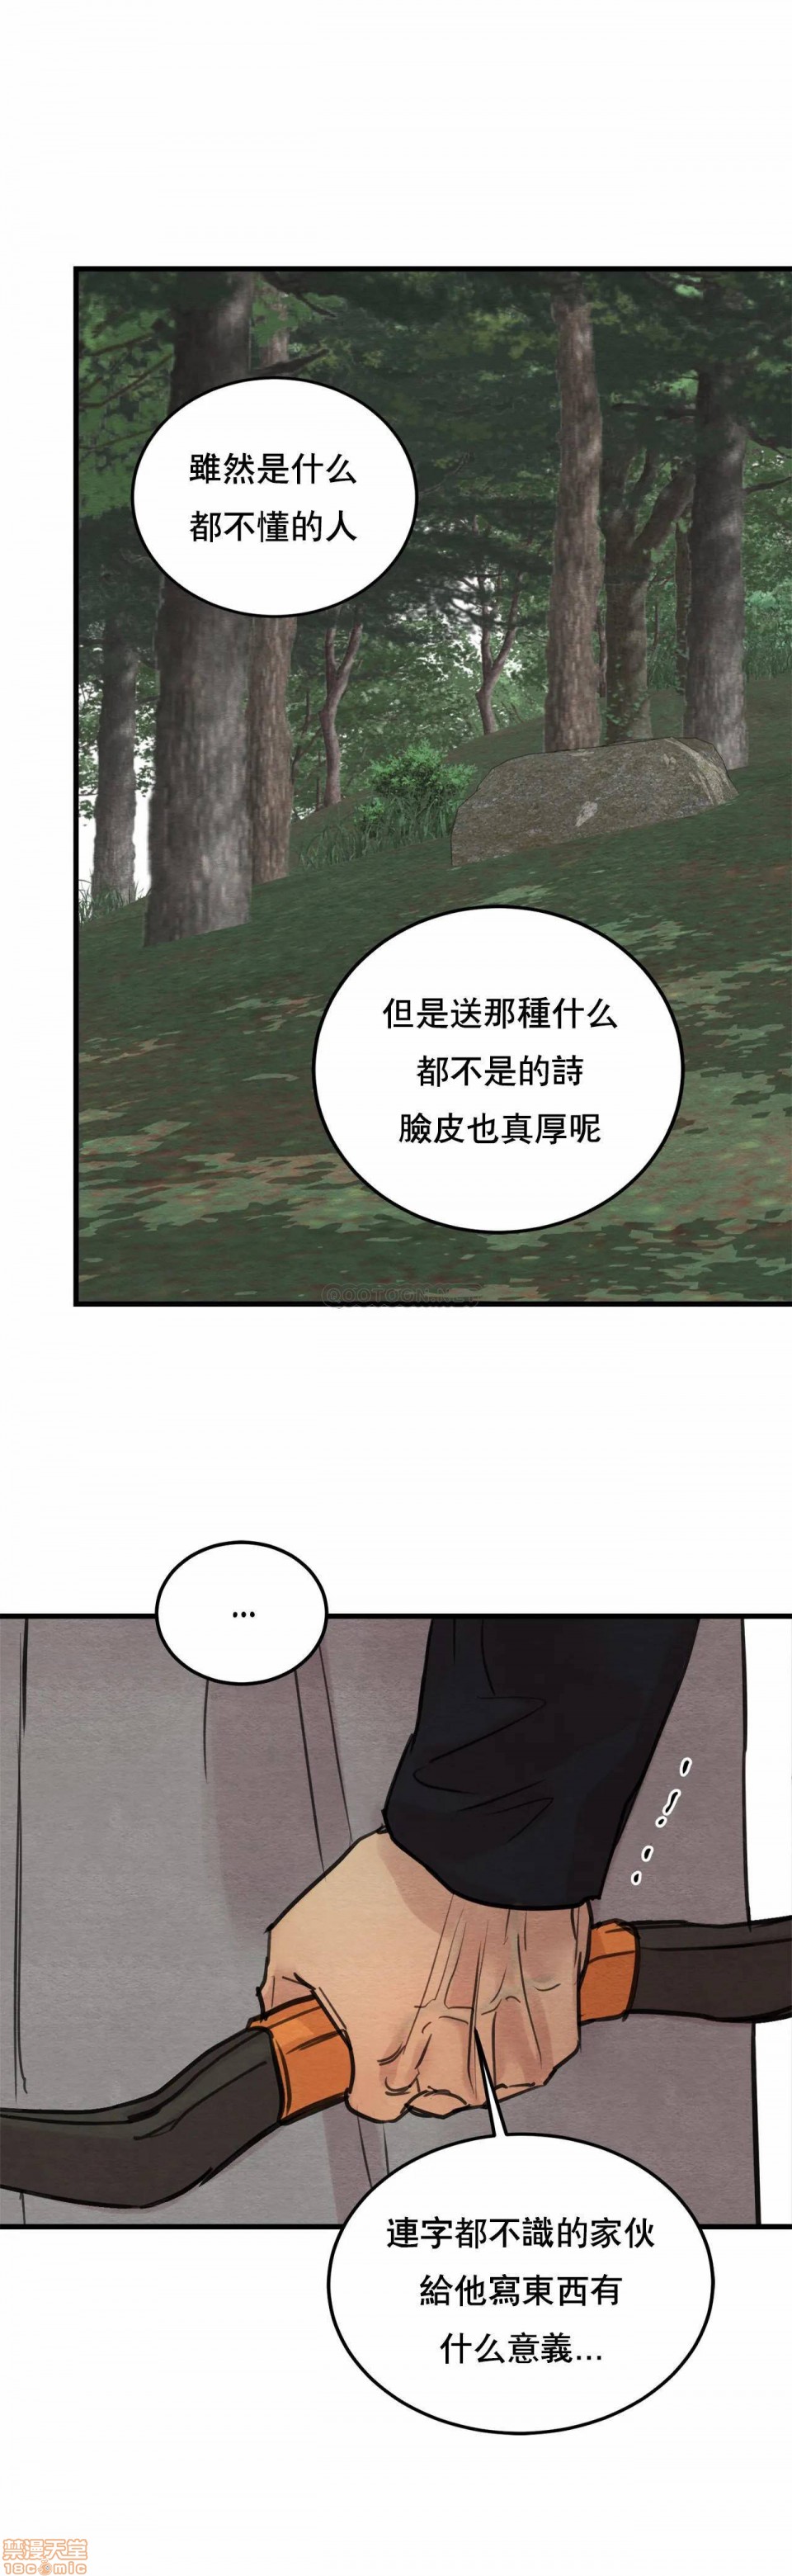 雖然是什么
都不懂的人
但是送那種什么
都不是的詩
臉皮也真厚呢
QOOTOON.NET
...
連字都不識的家伙
給他寫東西有
什么意義...
禁漫天堂
18comic